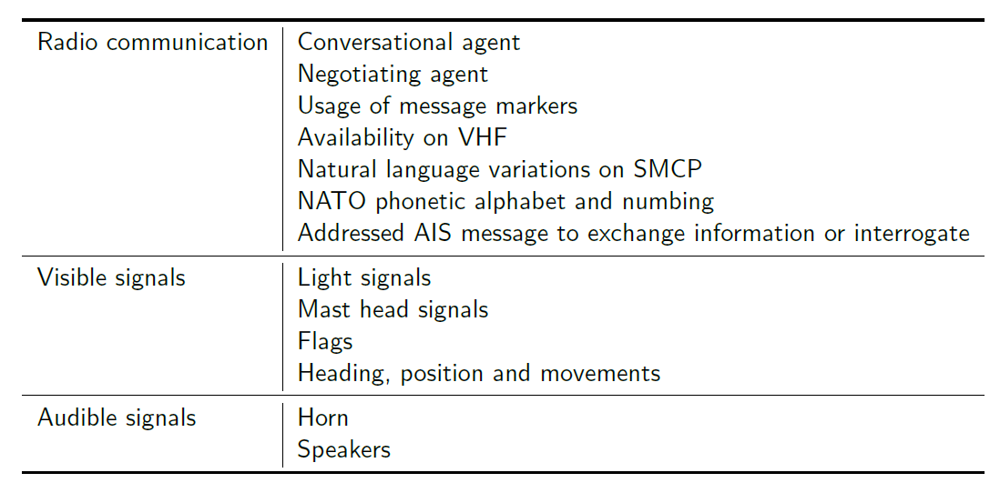 Radio communication Conversational agent
Negotiating agent
Usage of message markers
Availability on VHF
Natural language variations on SMCP
NATO phonetic alphabet and numbing
Addressed AIS message to exchange information or interrogate
Visible signals Light signals
Mast head signals
Flags
Heading, position and movements
Audible signals Horn
Speakers